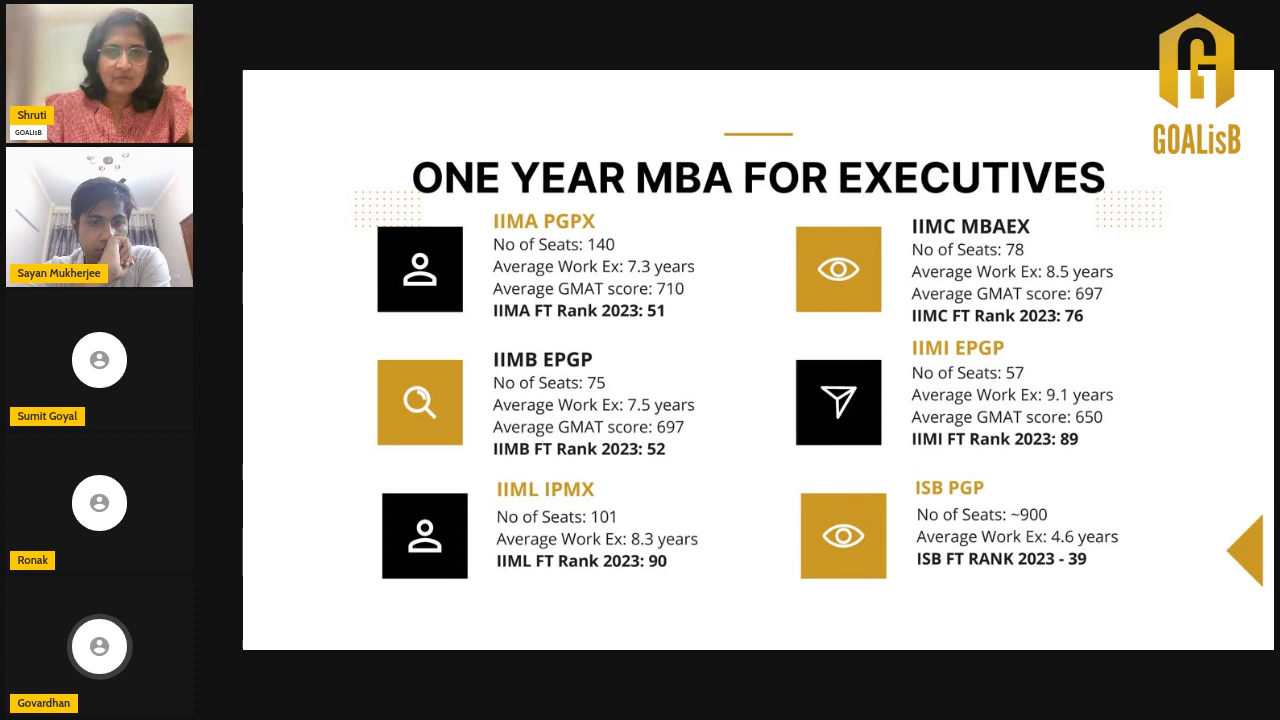 Shruti
GOALisB
Sayan Mukherjee
Sumit Goyal
Ronak
Govardhan
GOALisB
ONE YEAR MBA FOR EXECUTIVES
IIMA PGPX
No of Seats: 140
Average Work Ex: 7.3 years
Average GMAT score: 710
IIMA FT Rank 2023: 51
IIMB EPGP
No of Seats: 75
Average Work Ex: 7.5 years
Average GMAT score: 697
IIMB FT Rank 2023: 52
IIML IPMX
No of Seats: 101
Average Work Ex: 8.3 years
IIML FT Rank 2023: 90
IIMC MBAEX
No of Seats: 78
Average Work Ex: 8.5 years
Average GMAT score: 697
IIMC FT Rank 2023: 76
IIMI EPGP
No of Seats: 57
Average Work Ex: 9.1 years
Average GMAT score: 650
IIMI FT Rank 2023: 89
ISB PGP
No of Seats: ~900
Average Work Ex: 4.6 years
ISB FT RANK 2023 - 39